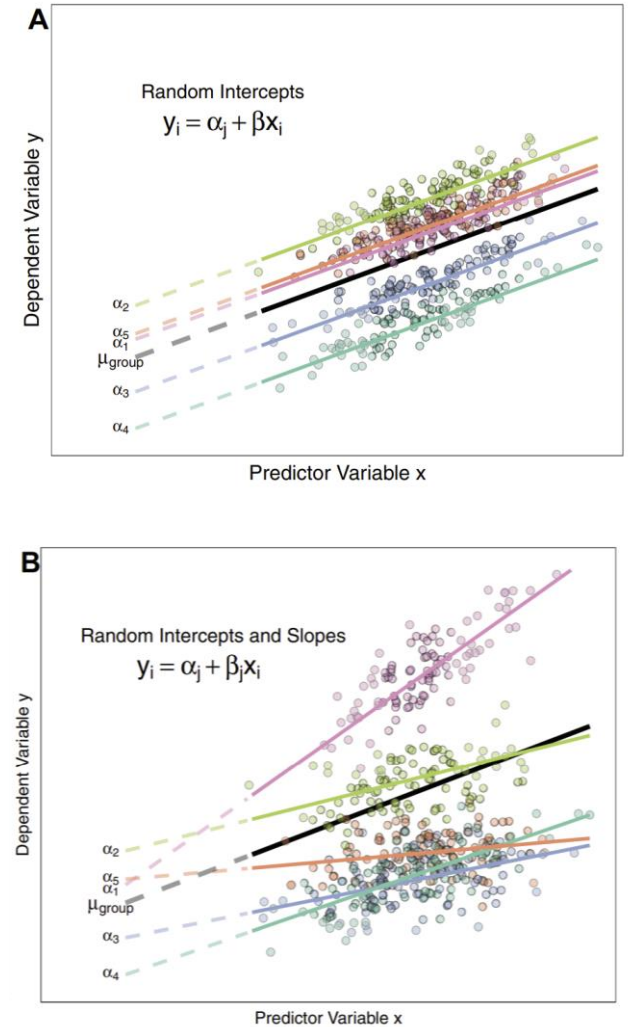 A
Random Intercepts
yᵢ = αⱼ + βxᵢ
Dependent Variable y
α₂
α₅
α₁
μgroup
α₃
α₄
Predictor Variable x
B
Random Intercepts and Slopes
yᵢ = αⱼ + βⱼxᵢ
Dependent Variable y
α₂
α₅
α₁
μgroup
α₃
α₄
Predictor Variable x